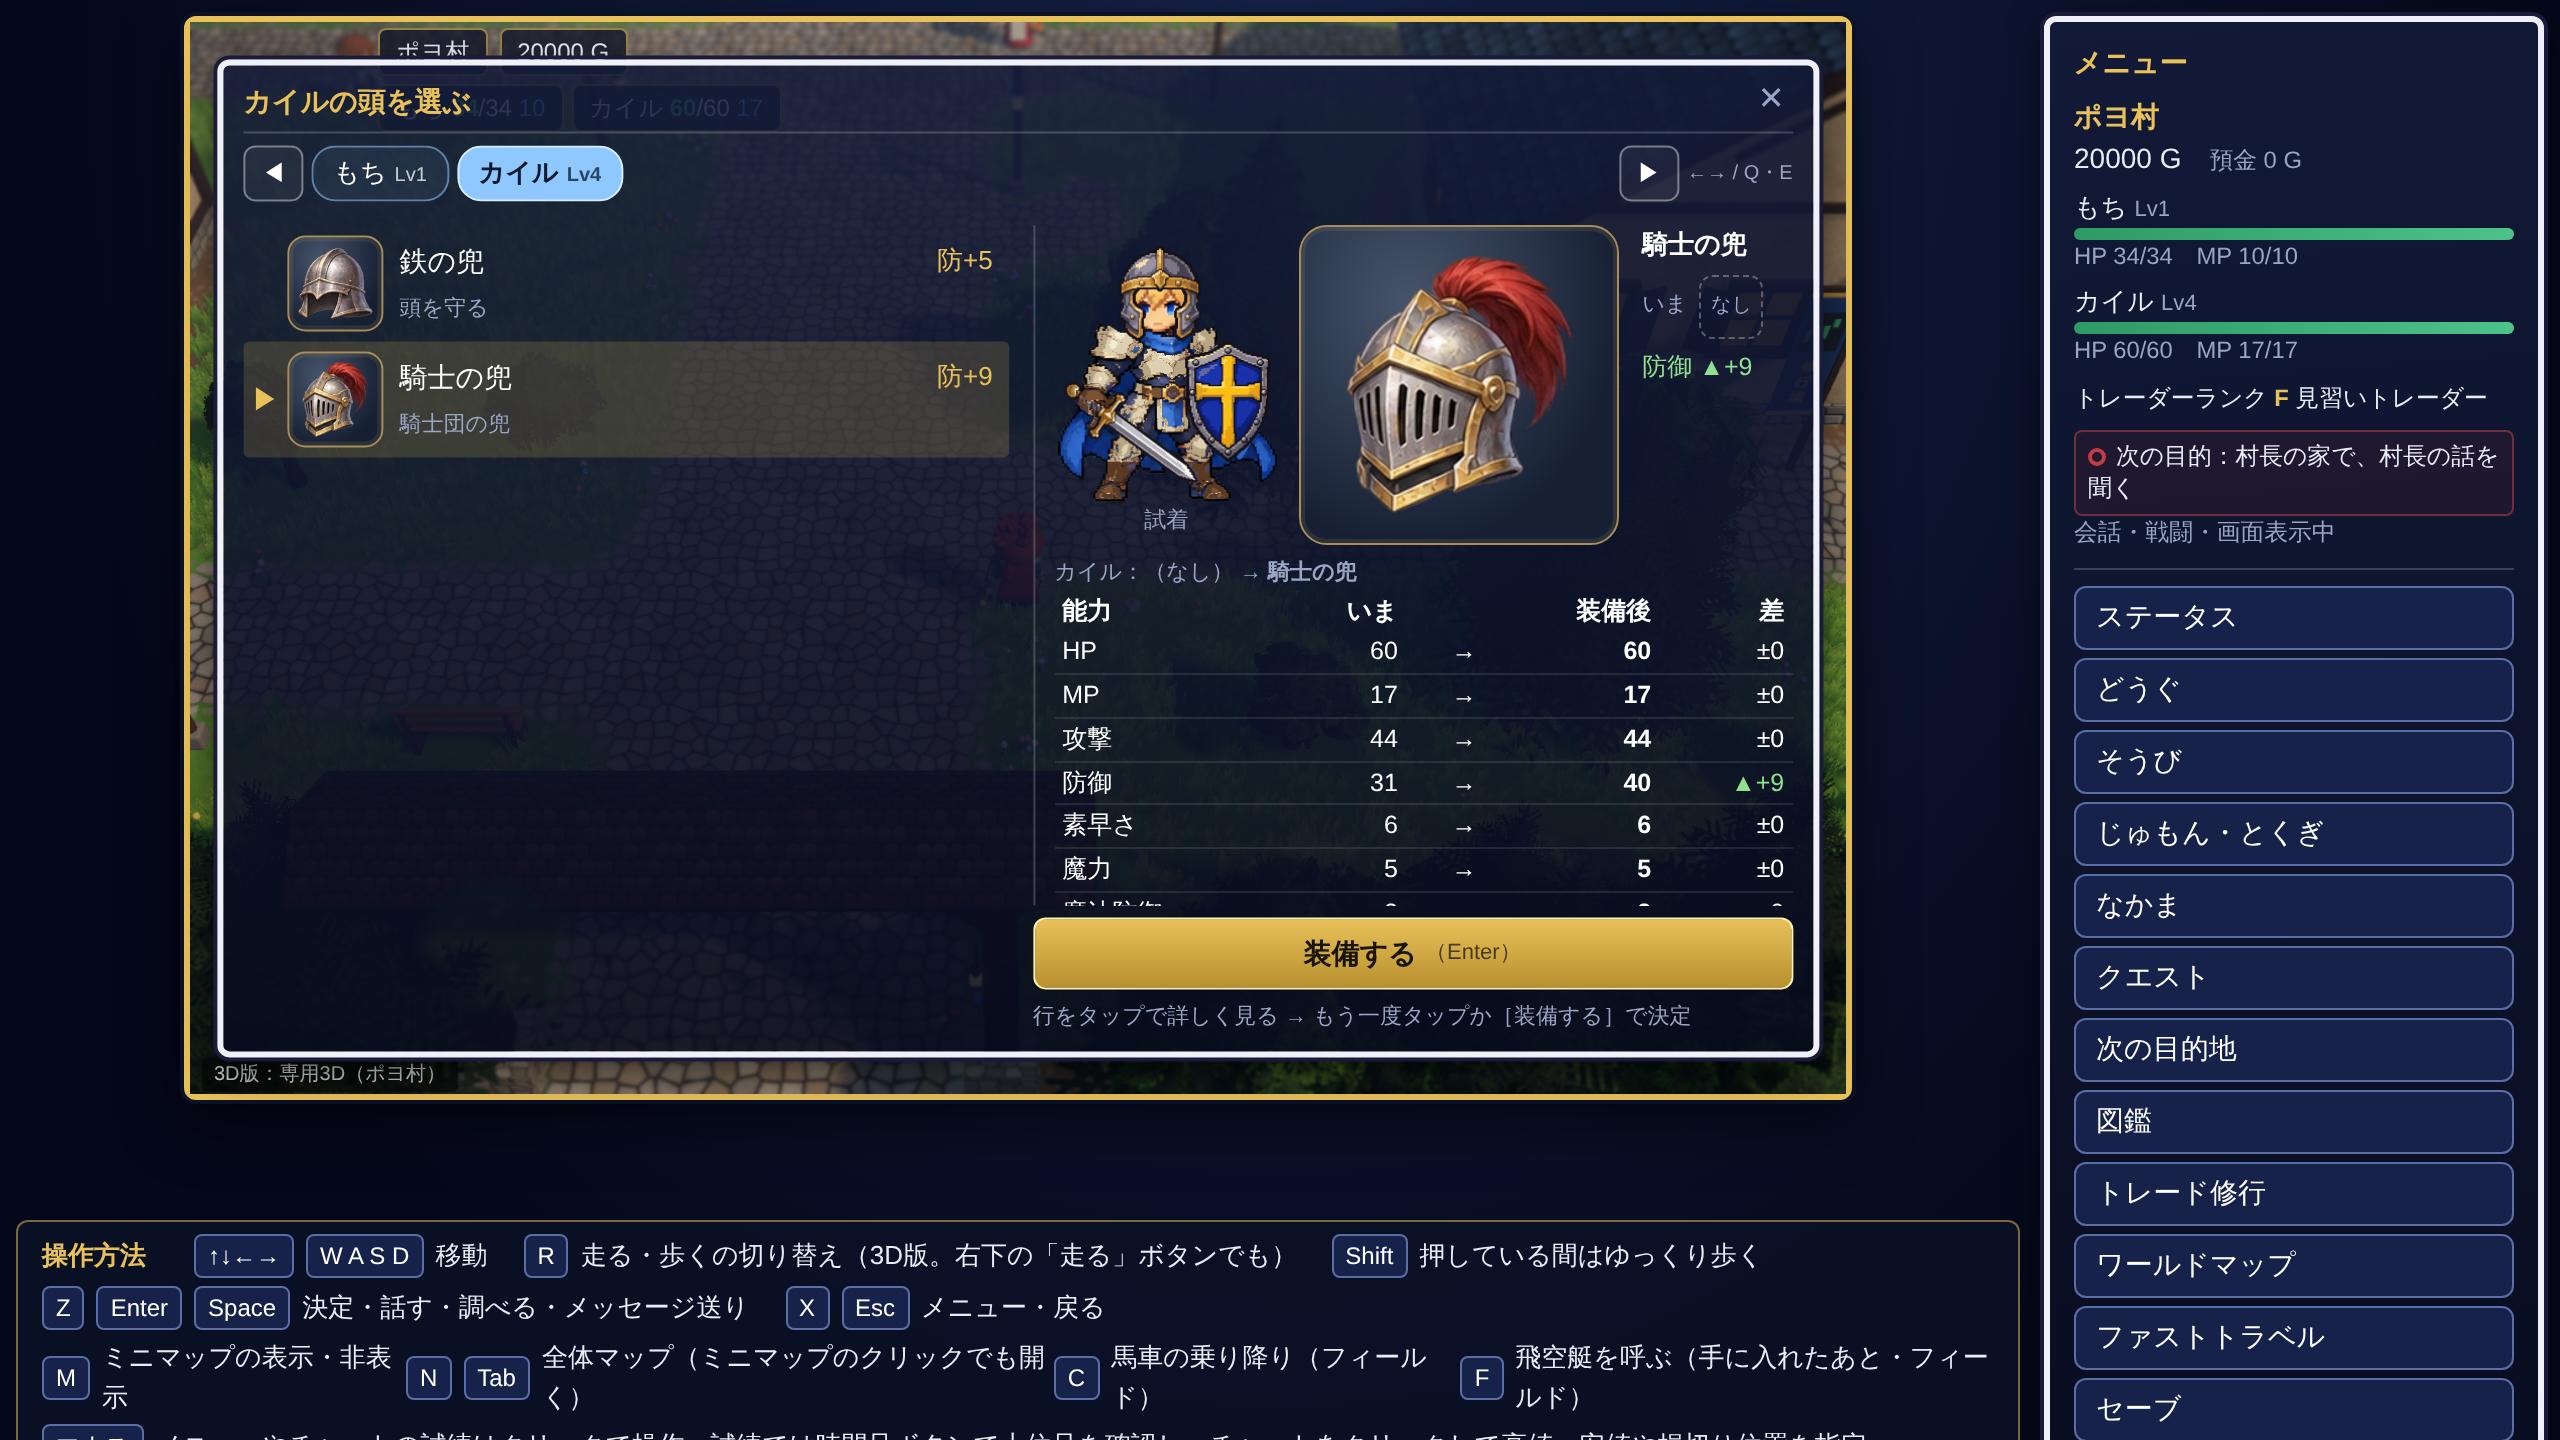 ポヨ村 20000 G
カイルの頭を選ぶ /34 10 カイル 60/60 17 ×
◀ もち Lv1 カイル Lv4 ▶ ←→ / Q・E
鉄の兜 防+5
頭を守る
騎士の兜 防+9
騎士団の兜
試着
騎士の兜
いま なし
防御 ▲+9
カイル：（なし） → 騎士の兜
能力 いま 装備後 差
HP 60 → 60 ±0
MP 17 → 17 ±0
攻撃 44 → 44 ±0
防御 31 → 40 ▲+9
素早さ 6 → 6 ±0
魔力 5 → 5 ±0
装備する （Enter）
行をタップで詳しく見る → もう一度タップか［装備する］で決定
3D版：専用3D（ポヨ村）
メニュー
ポヨ村
20000 G 預金 0 G
もち Lv1
HP 34/34 MP 10/10
カイル Lv4
HP 60/60 MP 17/17
トレーダーランク F 見習いトレーダー
次の目的：村長の家で、村長の話を
聞く
会話・戦闘・画面表示中
ステータス
どうぐ
そうび
じゅもん・とくぎ
なかま
クエスト
次の目的地
図鑑
トレード修行
ワールドマップ
ファストトラベル
セーブ
操作方法 ↑↓←→ W A S D 移動 R 走る・歩くの切り替え（3D版。右下の「走る」ボタンでも） Shift 押している間はゆっくり歩く
Z Enter Space 決定・話す・調べる・メッセージ送り X Esc メニュー・戻る
M ミニマップの表示・非表示 N Tab 全体マップ（ミニマップのクリックでも開く） C 馬車の乗り降り（フィールド） F 飛空艇を呼ぶ（手に入れたあと・フィールド）